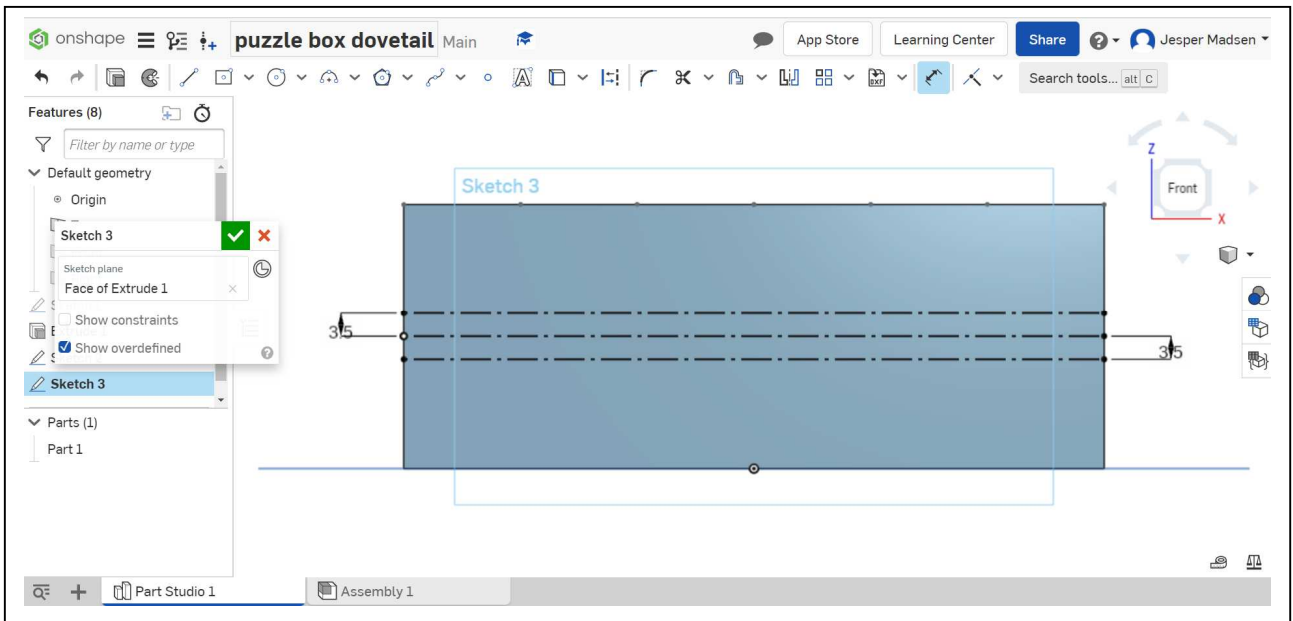 onshape puzzle box dovetail Main App Store Learning Center Share Jesper Madsen
Search tools... alt C
Features (8)
Filter by name or type
Default geometry
Origin
Sketch 3
Sketch plane
Face of Extrude 1
Show constraints
Show overdefined
Sketch 3
Parts (1)
Part 1
Sketch 3
3,5
3,5
Z
Front
X
Part Studio 1 Assembly 1